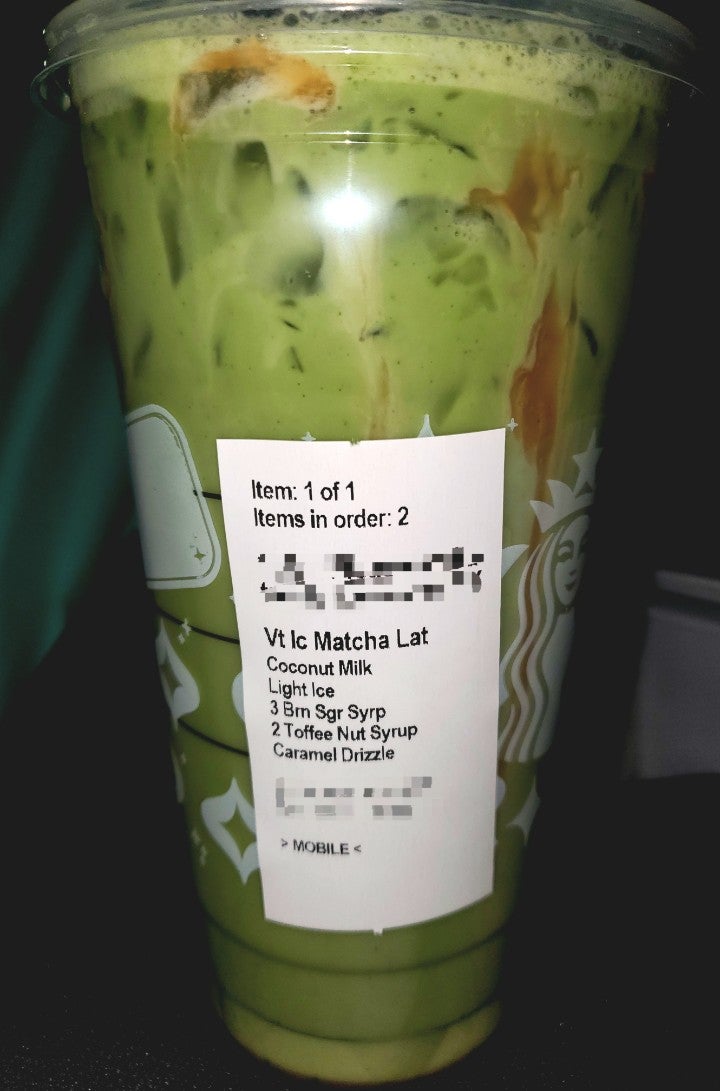 Item: 1 of 1
Items in order: 2
Vt Ic Matcha Lat
Coconut Milk
Light Ice
3 Brn Sgr Syrp
2 Toffee Nut Syrup
Caramel Drizzle
> MOBILE <